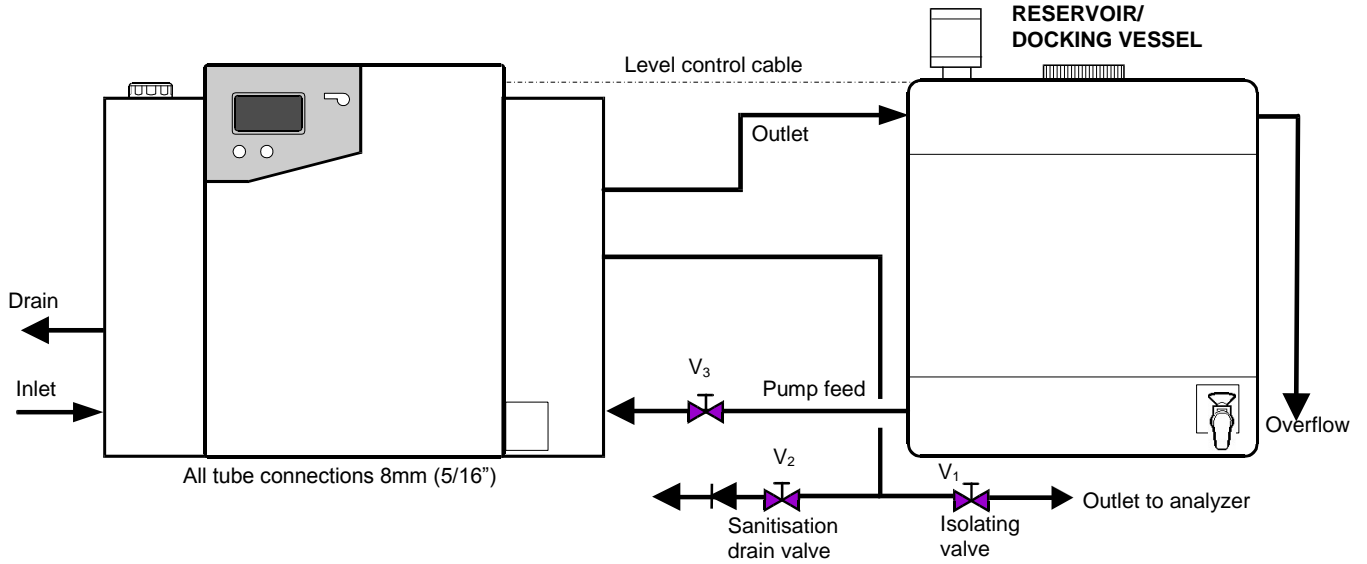 RESERVOIR/
DOCKING VESSEL
Level control cable
Outlet
Drain
Inlet
V₃
Pump feed
Overflow
All tube connections 8mm (5/16”)
V₂
V₁
Outlet to analyzer
Sanitisation
drain valve
Isolating
valve